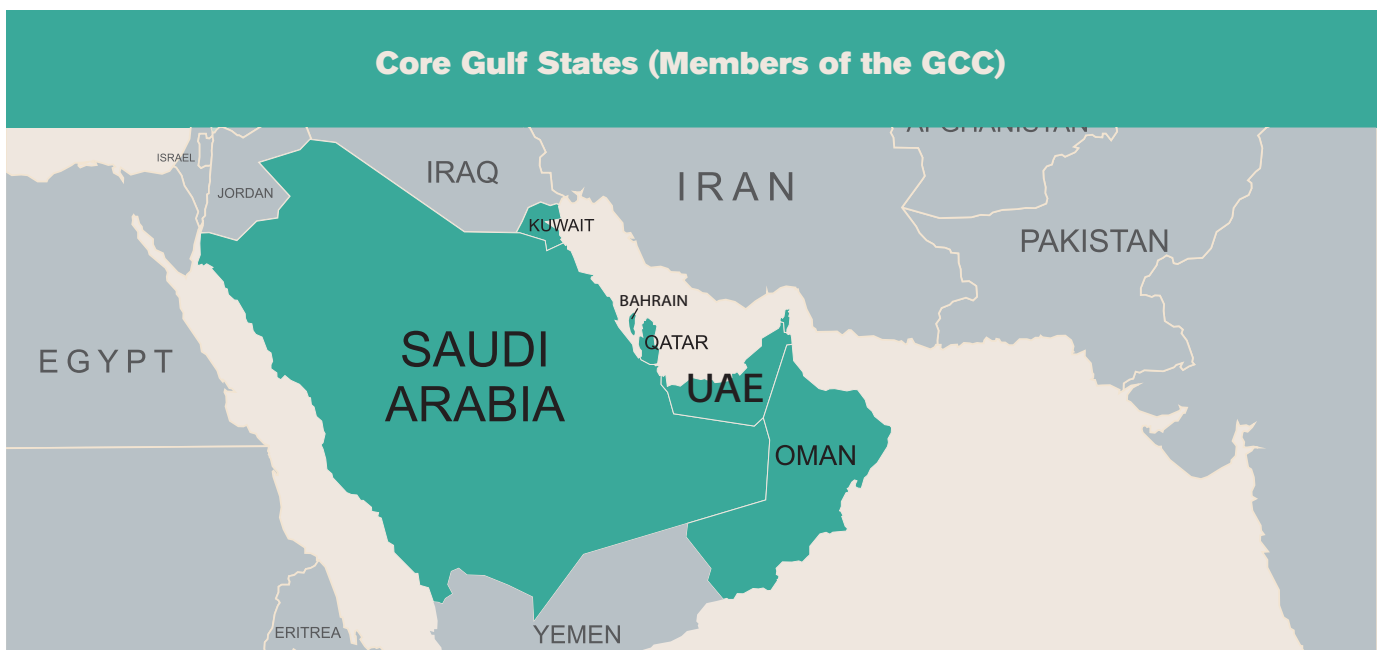 Core Gulf States (Members of the GCC)
AFGHANISTAN
ISRAEL
IRAQ
IRAN
JORDAN
KUWAIT
PAKISTAN
BAHRAIN
SAUDI
ARABIA
QATAR
EGYPT
UAE
OMAN
ERITREA
YEMEN